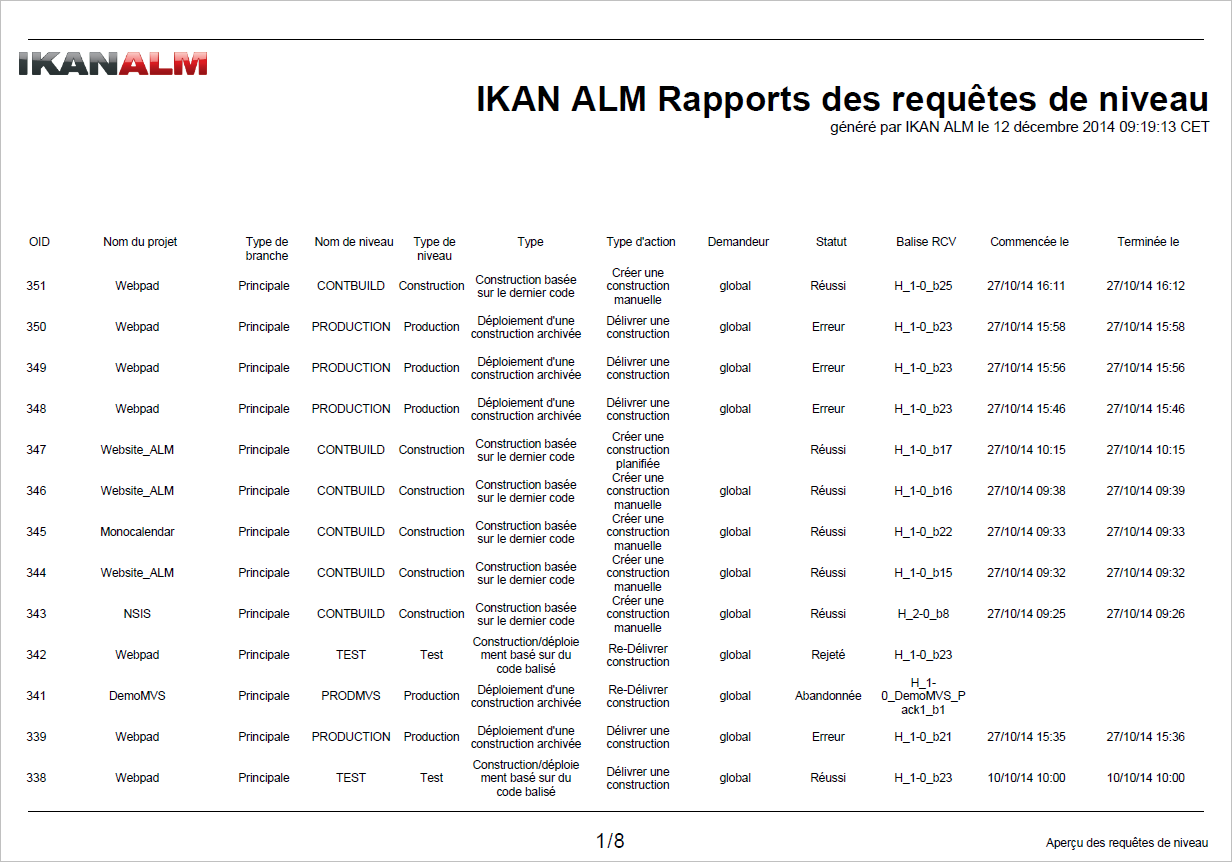 IKANALM
IKAN ALM Rapports des requêtes de niveau
généré par IKAN ALM le 12 décembre 2014 09:19:13 CET
OID Nom du projet Type de branche Nom de niveau Type de niveau Type Type d'action Demandeur Statut Balise RCV Commencée le Terminée le
351 Webpad Principale CONTBUILD Construction Construction basée sur le dernier code Créer une construction manuelle global Réussi H_1-0_b25 27/10/14 16:11 27/10/14 16:12
350 Webpad Principale PRODUCTION Production Déploiement d'une construction archivée Délivrer une construction global Erreur H_1-0_b23 27/10/14 15:58 27/10/14 15:58
349 Webpad Principale PRODUCTION Production Déploiement d'une construction archivée Délivrer une construction global Erreur H_1-0_b23 27/10/14 15:56 27/10/14 15:56
348 Webpad Principale PRODUCTION Production Déploiement d'une construction archivée Délivrer une construction global Erreur H_1-0_b23 27/10/14 15:46 27/10/14 15:46
347 Website_ALM Principale CONTBUILD Construction Construction basée sur le dernier code Créer une construction planifiée Réussi H_1-0_b17 27/10/14 10:15 27/10/14 10:15
346 Website_ALM Principale CONTBUILD Construction Construction basée sur le dernier code Créer une construction manuelle global Réussi H_1-0_b16 27/10/14 09:38 27/10/14 09:39
345 Monocalendar Principale CONTBUILD Construction Construction basée sur le dernier code Créer une construction manuelle global Réussi H_1-0_b22 27/10/14 09:33 27/10/14 09:33
344 Website_ALM Principale CONTBUILD Construction Construction basée sur le dernier code Créer une construction manuelle global Réussi H_1-0_b15 27/10/14 09:32 27/10/14 09:32
343 NSIS Principale CONTBUILD Construction Construction basée sur le dernier code Créer une construction manuelle global Réussi H_2-0_b8 27/10/14 09:25 27/10/14 09:26
342 Webpad Principale TEST Test Construction/déploie ment basé sur du code balisé Re-Délivrer construction global Rejeté H_1-0_b23
341 DemoMVS Principale PRODMVS Production Déploiement d'une construction archivée Re-Délivrer construction global Abandonnée H_1- 0_DemoMVS_P ack1_b1
339 Webpad Principale PRODUCTION Production Déploiement d'une construction archivée Délivrer une construction global Erreur H_1-0_b21 27/10/14 15:35 27/10/14 15:36
338 Webpad Principale TEST Test Construction/déploie ment basé sur du code balisé Délivrer une construction global Réussi H_1-0_b23 10/10/14 10:00 10/10/14 10:00
1/8
Aperçu des requêtes de niveau